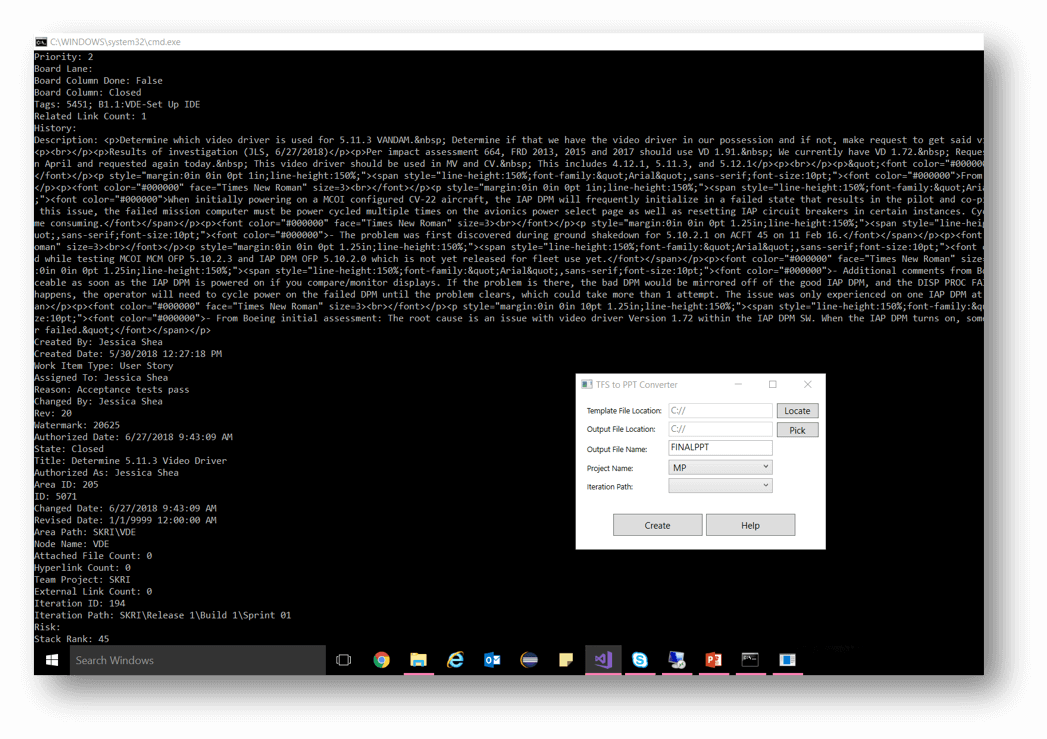 C:\WINDOWS\system32\cmd.exe
Priority: 2
Board Lane:
Board Column Done: False
Board Column: Closed
Tags: 5451; B1.1:VDE-Set Up IDE
Related Link Count: 1
History:
Description: <p>Determine which video driver is used for 5.11.3 VANDAM.&nbsp; Determine if that we have the video driver in our possession and if not, make request to get said v
<p><br></p><p>Results of investigation (JLS, 6/27/2018)</p><p>Per impact assessment 664, FRD 2013, 2015 and 2017 should use VD 1.91.&nbsp; We currently have VD 1.72.&nbsp; Reques
n April and requested again today.&nbsp; This video driver should be used in MV and CV.&nbsp; This includes 4.12.1, 5.11.3, and 5.12.1</p><p><br></p><p>&quot;<font color="#00000
</font></p><p style="margin:0in 0in 0pt 1in;line-height:150%;"><span style="line-height:150%;font-family:&quot;Arial&quot;,sans-serif;font-size:10pt;"><font color="#000000">From
</p><p><font color="#000000" face="Times New Roman" size=3><br></font></p><p style="margin:0in 0in 0pt 1in;line-height:150%;"><span style="line-height:150%;font-family:&quot;Aria
;"><font color="#000000">When initially powering on a MCOI configured CV-22 aircraft, the IAP DPM will frequently initialize in a failed state that results in the pilot and co-pi
this issue, the failed mission computer must be power cycled multiple times on the avionics power select page as well as resetting IAP circuit breakers in certain instances. Cyc
me consuming.</font></span></p><p><font color="#000000" face="Times New Roman" size=3><br></font></p><p style="margin:0in 0in 0pt 1.25in;line-height:150%;"><span style="line-hei
uot;,sans-serif;font-size:10pt;"><font color="#000000">- The problem was first discovered during ground shakedown for 5.10.2.1 on ACFT 45 on 11 Feb 16.</font></span></p><p><font
oman" size=3><br></font></p><p style="margin:0in 0in 0pt 1.25in;line-height:150%;"><span style="line-height:150%;font-family:&quot;Arial&quot;,sans-serif;font-size:10pt;"><font c
d while testing MCOI MCM OFP 5.10.2.3 and IAP DPM OFP 5.10.2.0 which is not yet released for fleet use yet.</font></span></p><p><font color="#000000" face="Times New Roman" size=
:0in 0in 0pt 1.25in;line-height:150%;"><span style="line-height:150%;font-family:&quot;Arial&quot;,sans-serif;font-size:10pt;"><font color="#000000">- Additional comments from Bo
ceable as soon as the IAP DPM is powered on if you compare/monitor displays. If the problem is there, the bad DPM would be mirrored off of the good IAP DPM, and the DISP PROC FAI
happens, the operator will need to cycle power on the failed DPM until the problem clears, which could take more than 1 attempt. The issue was only experienced on one IAP DPM at
an></p><p><font color="#000000" face="Times New Roman" size=3><br></font></p><p style="margin:0in 0in 10pt 1.25in;line-height:150%;"><span style="line-height:150%;font-family:&qu
ze:10pt;"><font color="#000000">- From Boeing initial assessment: The root cause is an issue with video driver Version 1.72 within the IAP DPM SW. When the IAP DPM turns on, som
r failed.&quot;</font></span></p>
Created By: Jessica Shea
Created Date: 5/30/2018 12:27:18 PM
Work Item Type: User Story
Assigned To: Jessica Shea
Reason: Acceptance tests pass
Changed By: Jessica Shea
Rev: 20
Watermark: 20625
Authorized Date: 6/27/2018 9:43:09 AM
State: Closed
Title: Determine 5.11.3 Video Driver
Authorized As: Jessica Shea
Area ID: 205
ID: 5071
Changed Date: 6/27/2018 9:43:09 AM
Revised Date: 1/1/9999 12:00:00 AM
Area Path: SKRI\VDE
Node Name: VDE
Attached File Count: 0
Hyperlink Count: 0
Team Project: SKRI
External Link Count: 0
Iteration ID: 194
Iteration Path: SKRI\Release 1\Build 1\Sprint 01
Risk:
Stack Rank: 45
TFS to PPT Converter
Template File Location: C:// Locate
Output File Location: C:// Pick
Output File Name: FINALPPT
Project Name: MP
Iteration Path:
Create Help
Search Windows